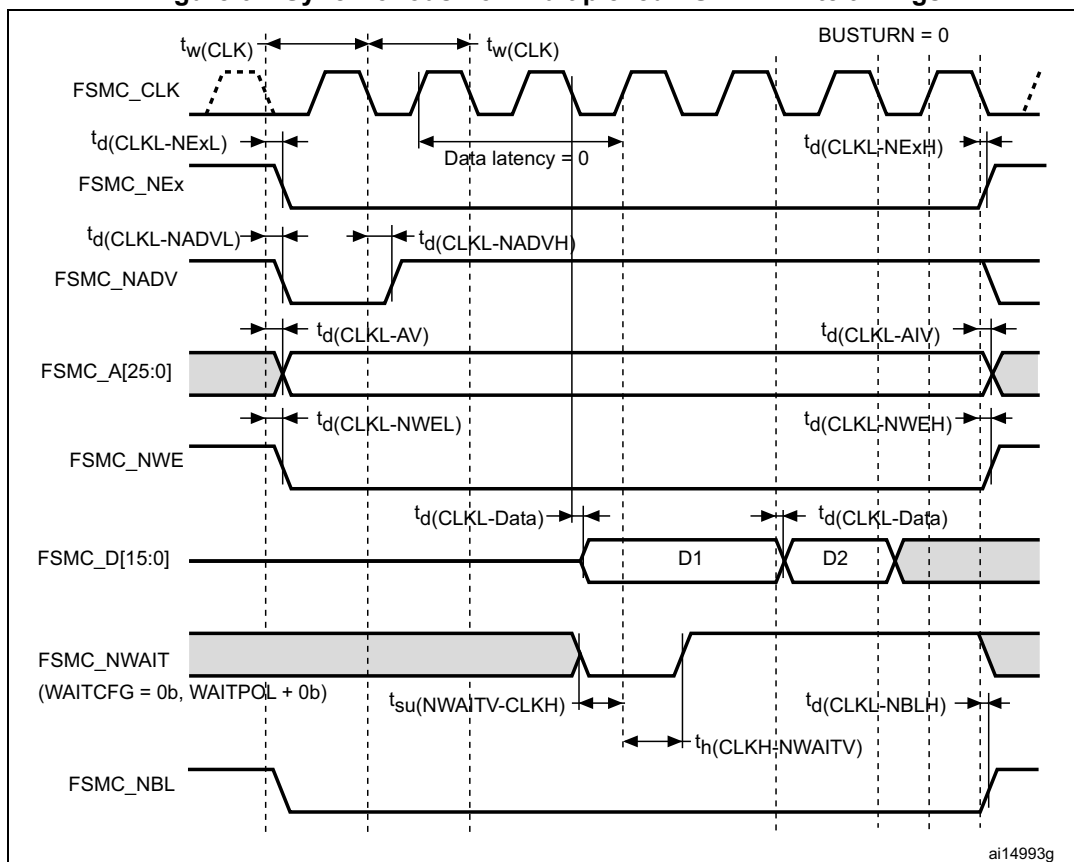 BUSTURN = 0
tw(CLK) tw(CLK)
FSMC_CLK
Data latency = 0
td(CLKL-NExL) td(CLKL-NExH)
FSMC_NEx
td(CLKL-NADVL) td(CLKL-NADVH)
FSMC_NADV
td(CLKL-AV) td(CLKL-AIV)
FSMC_A[25:0]
td(CLKL-NWEL) td(CLKL-NWEH)
FSMC_NWE
td(CLKL-Data) td(CLKL-Data)
FSMC_D[15:0] D1 D2
FSMC_NWAIT
(WAITCFG = 0b, WAITPOL + 0b)
tsu(NWAITV-CLKH) td(CLKL-NBLH)
th(CLKH-NWAITV)
FSMC_NBL
ai14993g